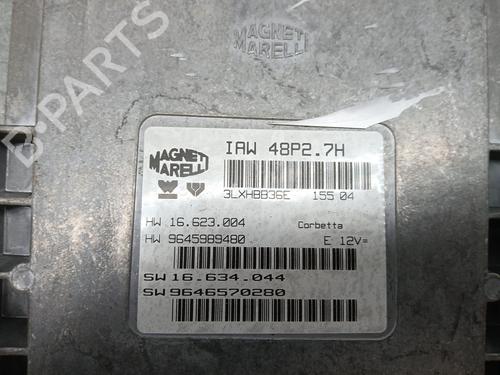 MAGNETI
MARELLI
B-PARTS
MAGNETI
MARELLI
IAW 48P2.7H
3LXHBB36E 155 04
HW 16.623.004 Corbetta
HW 9645989480 E 12V=
SW 16.634.044
SW 9646570280